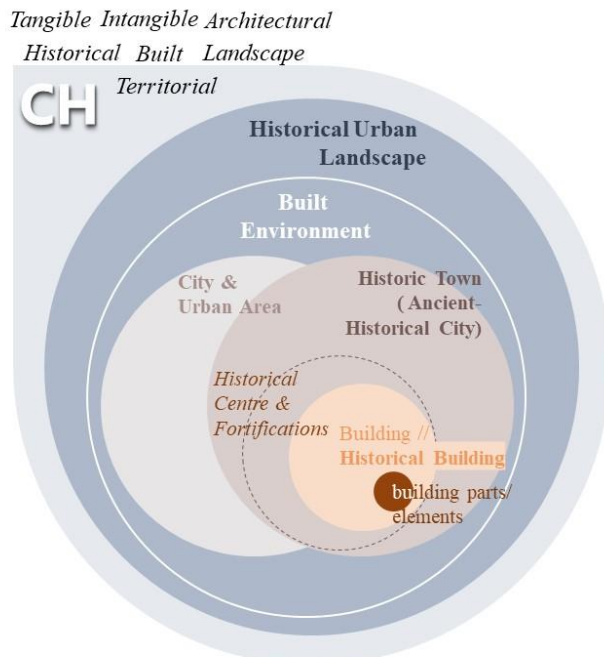 Tangible Intangible Architectural
Historical Built Landscape
Territorial
CH
Historical Urban
Landscape
Built
Environment
City &
Urban Area
Historic Town
( Ancient-
Historical City)
Historical
Centre &
Fortifications
Building //
Historical Building
building parts/
elements